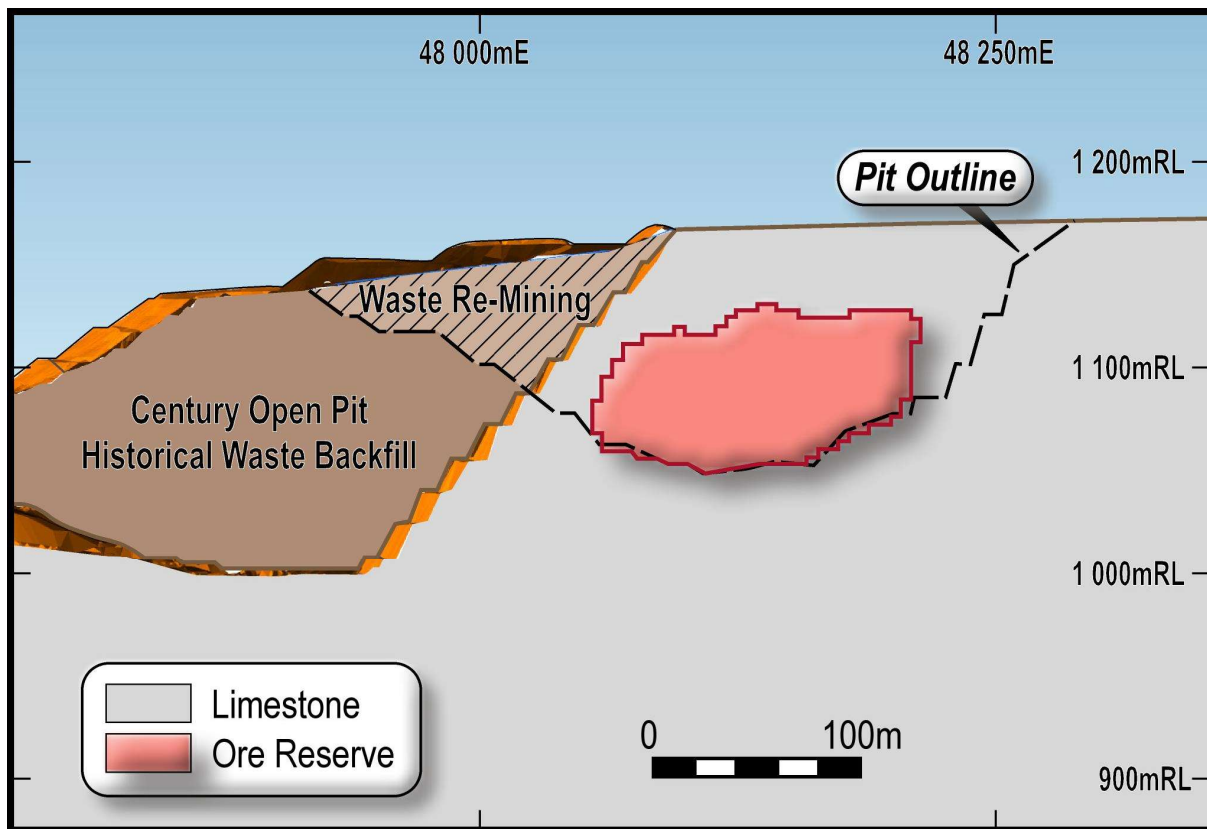 48 000mE
48 250mE
1 200mRL
Pit Outline
Waste Re-Mining
1 100mRL
Century Open Pit
Historical Waste Backfill
1 000mRL
Limestone
Ore Reserve
0 100m
900mRL